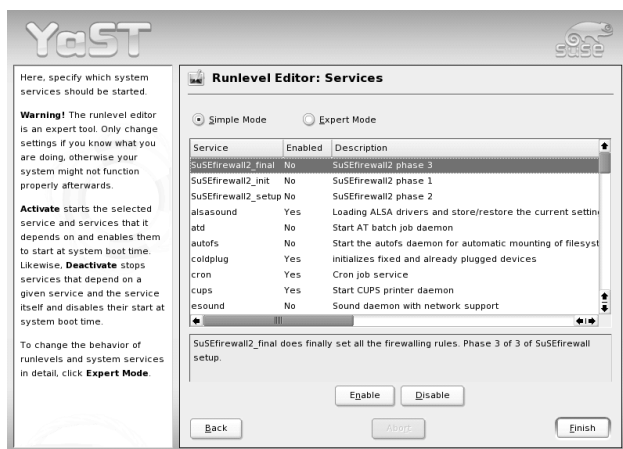 YaST
SUSE
Here, specify which system
services should be started.
Warning! The runlevel editor
is an expert tool. Only change
settings if you know what you
are doing, otherwise your
system might not function
properly afterwards.
Activate starts the selected
service and services that it
depends on and enables them
to start at system boot time.
Likewise, Deactivate stops
services that depend on a
given service and the service
itself and disables their start at
system boot time.
To change the behavior of
runlevels and system services
in detail, click Expert Mode.
Runlevel Editor: Services
Simple Mode Expert Mode
Service Enabled Description
SuSEfirewall2_final No SuSEfirewall2 phase 3
SuSEfirewall2_init No SuSEfirewall2 phase 1
SuSEfirewall2_setup No SuSEfirewall2 phase 2
alsasound Yes Loading ALSA drivers and store/restore the current settin
atd No Start AT batch job daemon
autofs No Start the autofs daemon for automatic mounting of filesyst
coldplug Yes initializes fixed and already plugged devices
cron Yes Cron job service
cups Yes Start CUPS printer daemon
esound No Sound daemon with network support
SuSEfirewall2_final does finally set all the firewalling rules. Phase 3 of 3 of SuSEfirewall
setup.
Enable Disable
Back Abort Finish